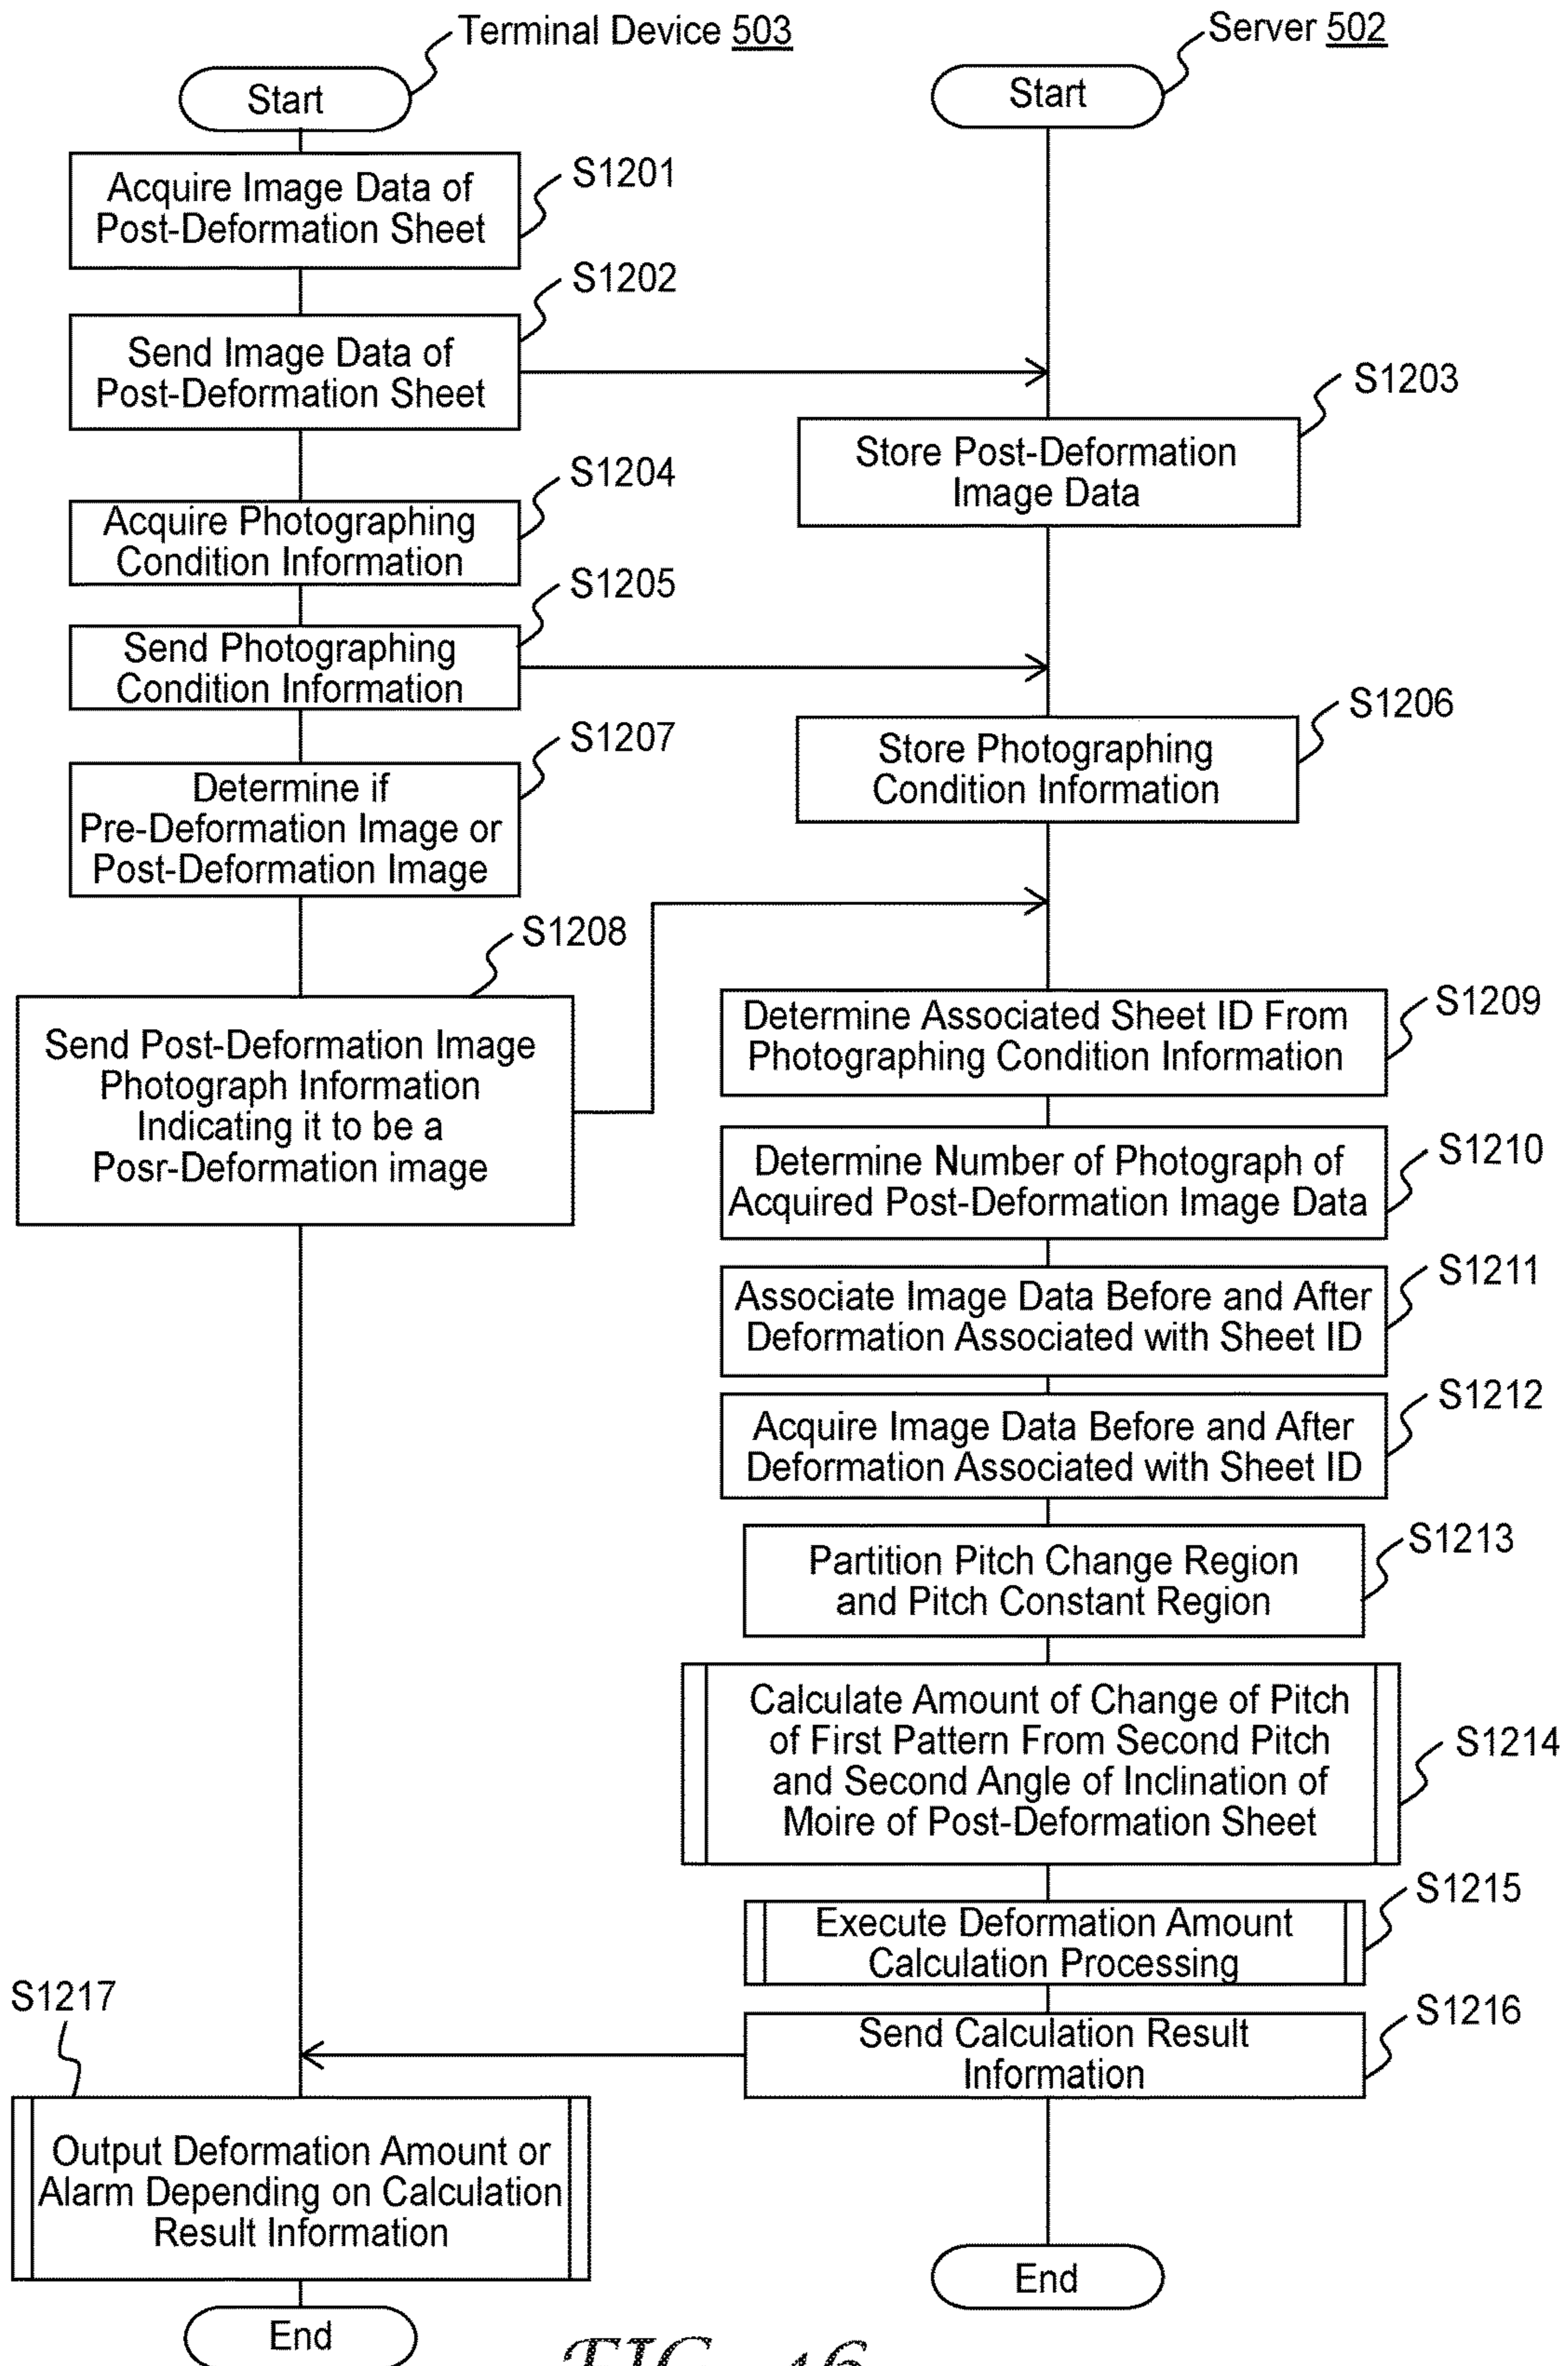 Terminal Device 503
Server 502
Start
Start
Acquire Image Data of
Post-Deformation Sheet
S1201
S1202
Send Image Data of
Post-Deformation Sheet
S1203
Store Post-Deformation
Image Data
S1204
Acquire Photographing
Condition Information
S1205
Send Photographing
Condition Information
S1206
Store Photographing
Condition Information
S1207
Determine if
Pre-Deformation Image or
Post-Deformation Image
S1208
Send Post-Deformation Image
Photograph Information
Indicating it to be a
Posr-Deformation image
S1209
Determine Associated Sheet ID From
Photographing Condition Information
S1210
Determine Number of Photograph of
Acquired Post-Deformation Image Data
S1211
Associate Image Data Before and After
Deformation Associated with Sheet ID
S1212
Acquire Image Data Before and After
Deformation Associated with Sheet ID
S1213
Partition Pitch Change Region
and Pitch Constant Region
S1214
Calculate Amount of Change of Pitch
of First Pattern From Second Pitch
and Second Angle of Inclination of
Moire of Post-Deformation Sheet
S1215
Execute Deformation Amount
Calculation Processing
S1216
Send Calculation Result
Information
S1217
Output Deformation Amount or
Alarm Depending on Calculation
Result Information
End
End
FIG. 16